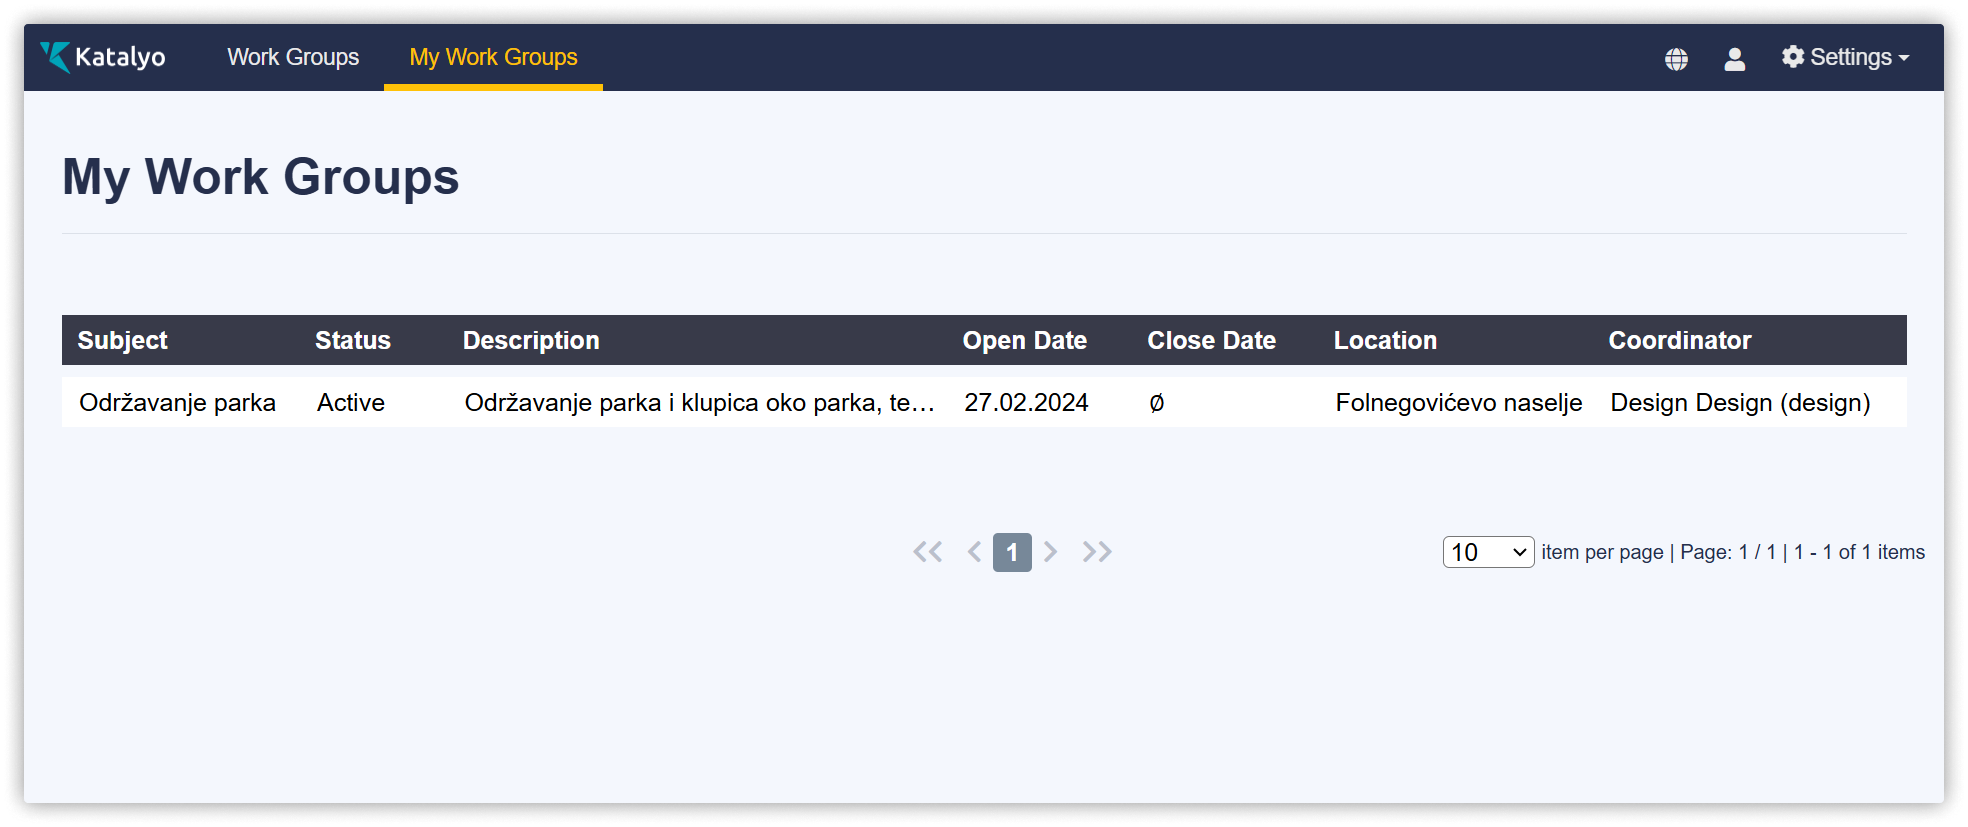 Katalyo Work Groups My Work Groups Settings
My Work Groups
Subject Status Description Open Date Close Date Location Coordinator
Održavanje parka Active Održavanje parka i klupica oko parka, te… 27.02.2024 Ø Folnegovićevo naselje Design Design (design)
1 10 item per page | Page: 1 / 1 | 1 - 1 of 1 items